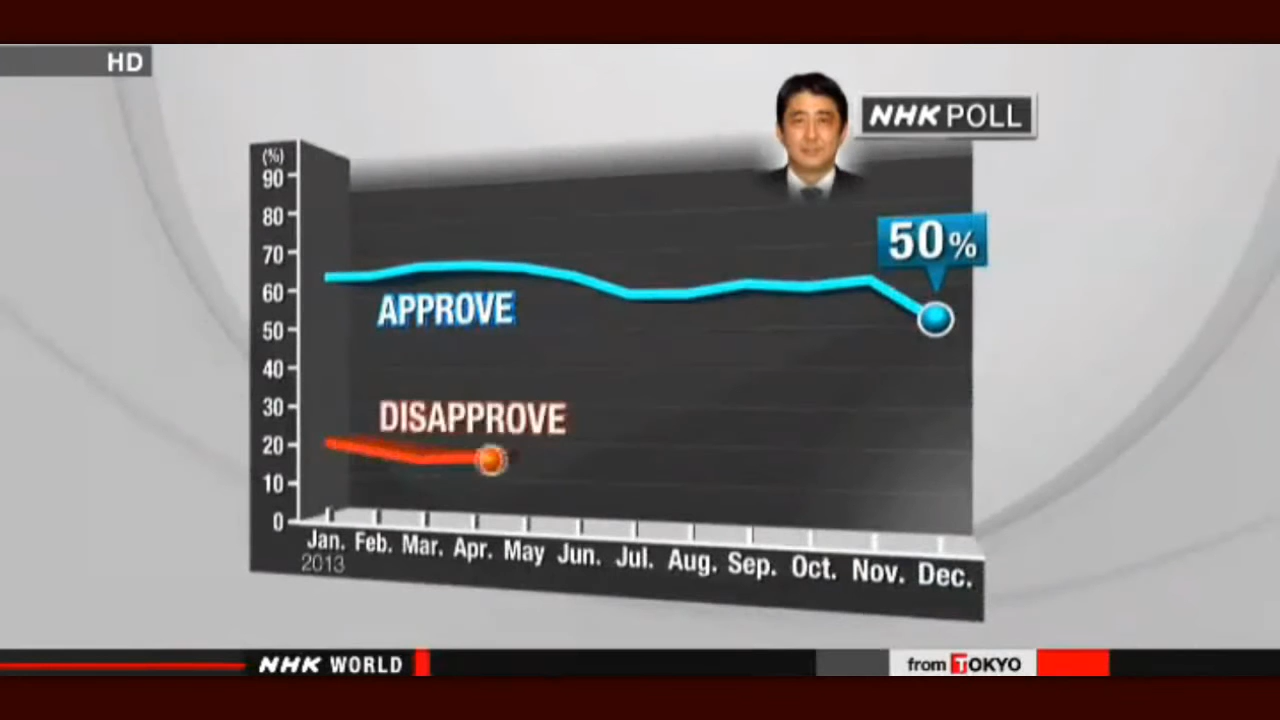 HD
NHK POLL
(%)
90
80
70
60
50
40
30
20
10
0
50%
APPROVE
DISAPPROVE
Jan. Feb. Mar. Apr. May Jun. Jul. Aug. Sep. Oct. Nov. Dec.
2013
NHK WORLD
from TOKYO